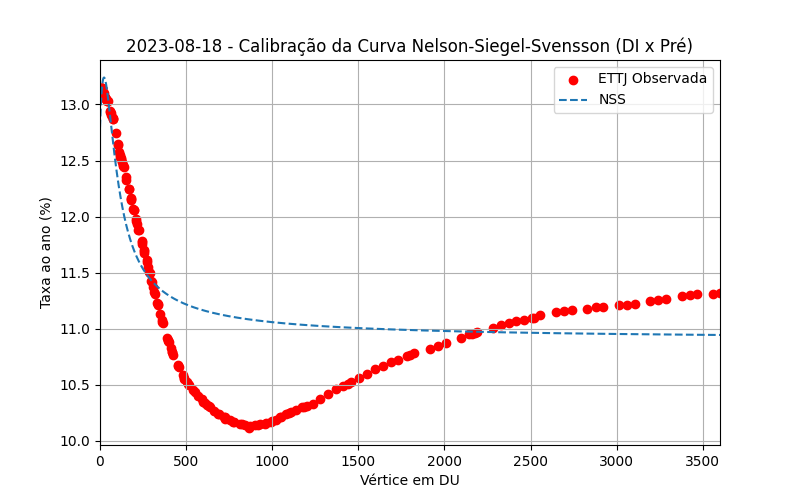 2023-08-18 - Calibração da Curva Nelson-Siegel-Svensson (DI x Pré)
ETTJ Observada
NSS
Taxa ao ano (%)
13.0
12.5
12.0
11.5
11.0
10.5
10.0
0 500 1000 1500 2000 2500 3000 3500
Vértice em DU